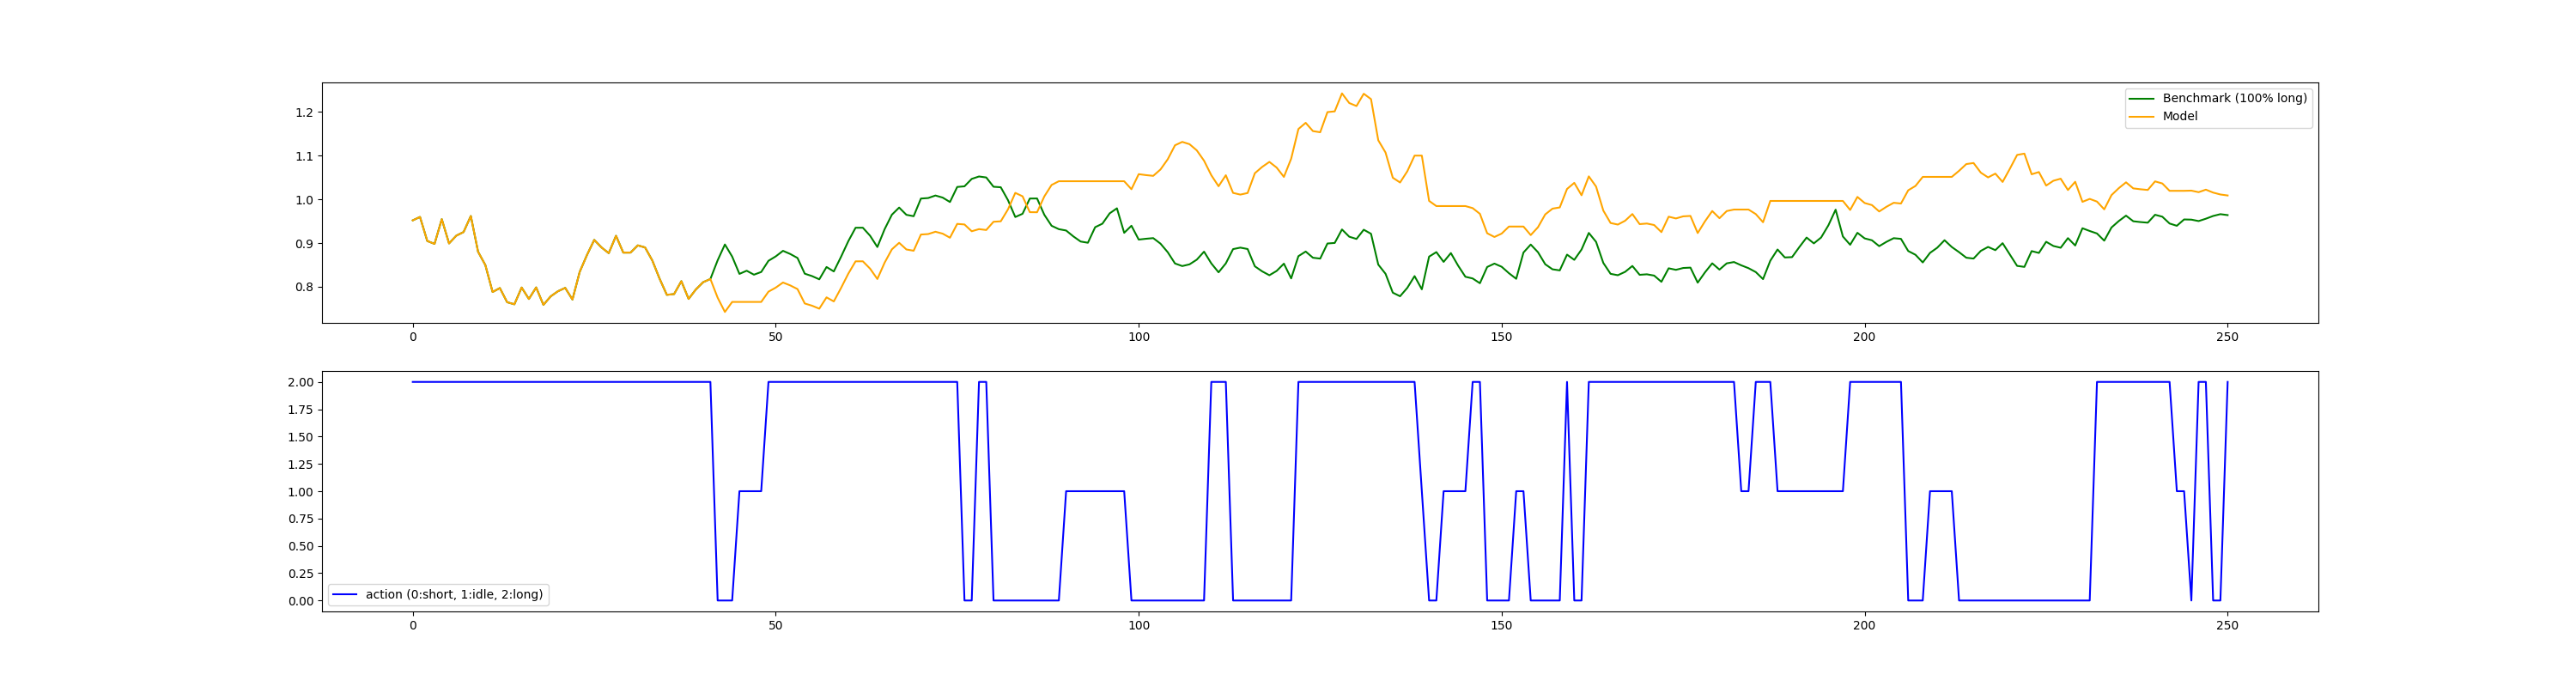 1.2
1.1
1.0
0.9
0.8
Benchmark (100% long)
Model
0 50 100 150 200 250
2.00
1.75
1.50
1.25
1.00
0.75
0.50
0.25
0.00
action (0:short, 1:idle, 2:long)
0 50 100 150 200 250